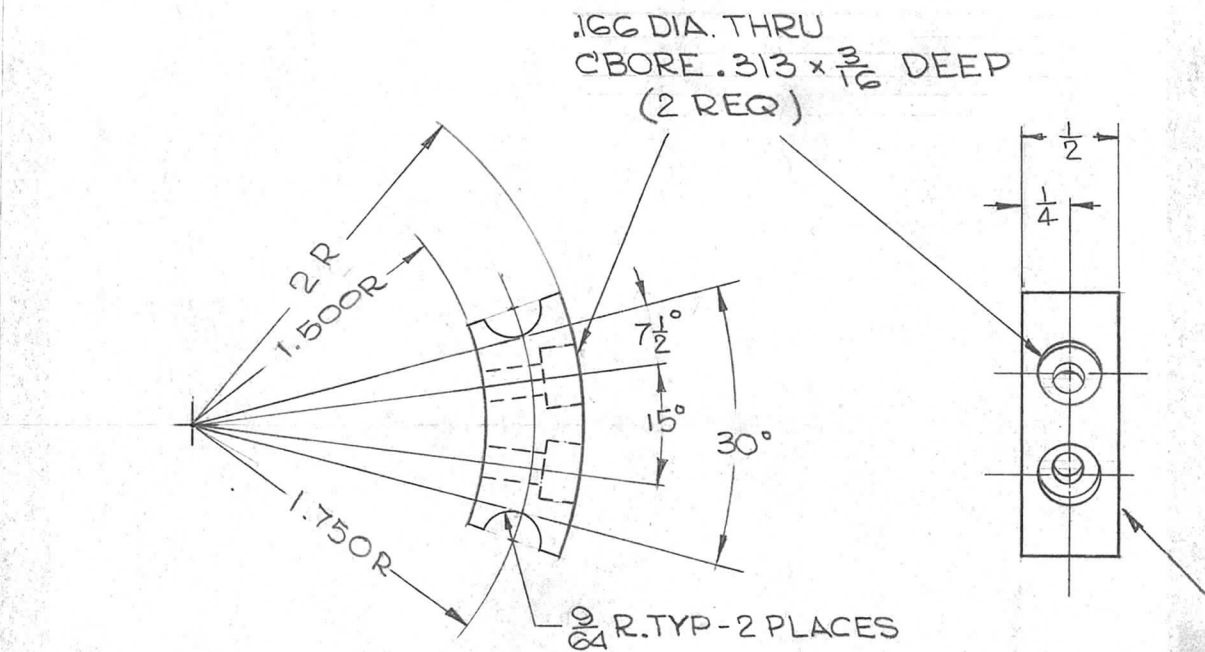 .166 DIA. THRU
C'BORE .313 × 3/16 DEEP
(2 REQ)
1/2
1/4
2 R
1.500R
7 1/2°
15°
30°
1.750R
9/64 R. TYP - 2 PLACES